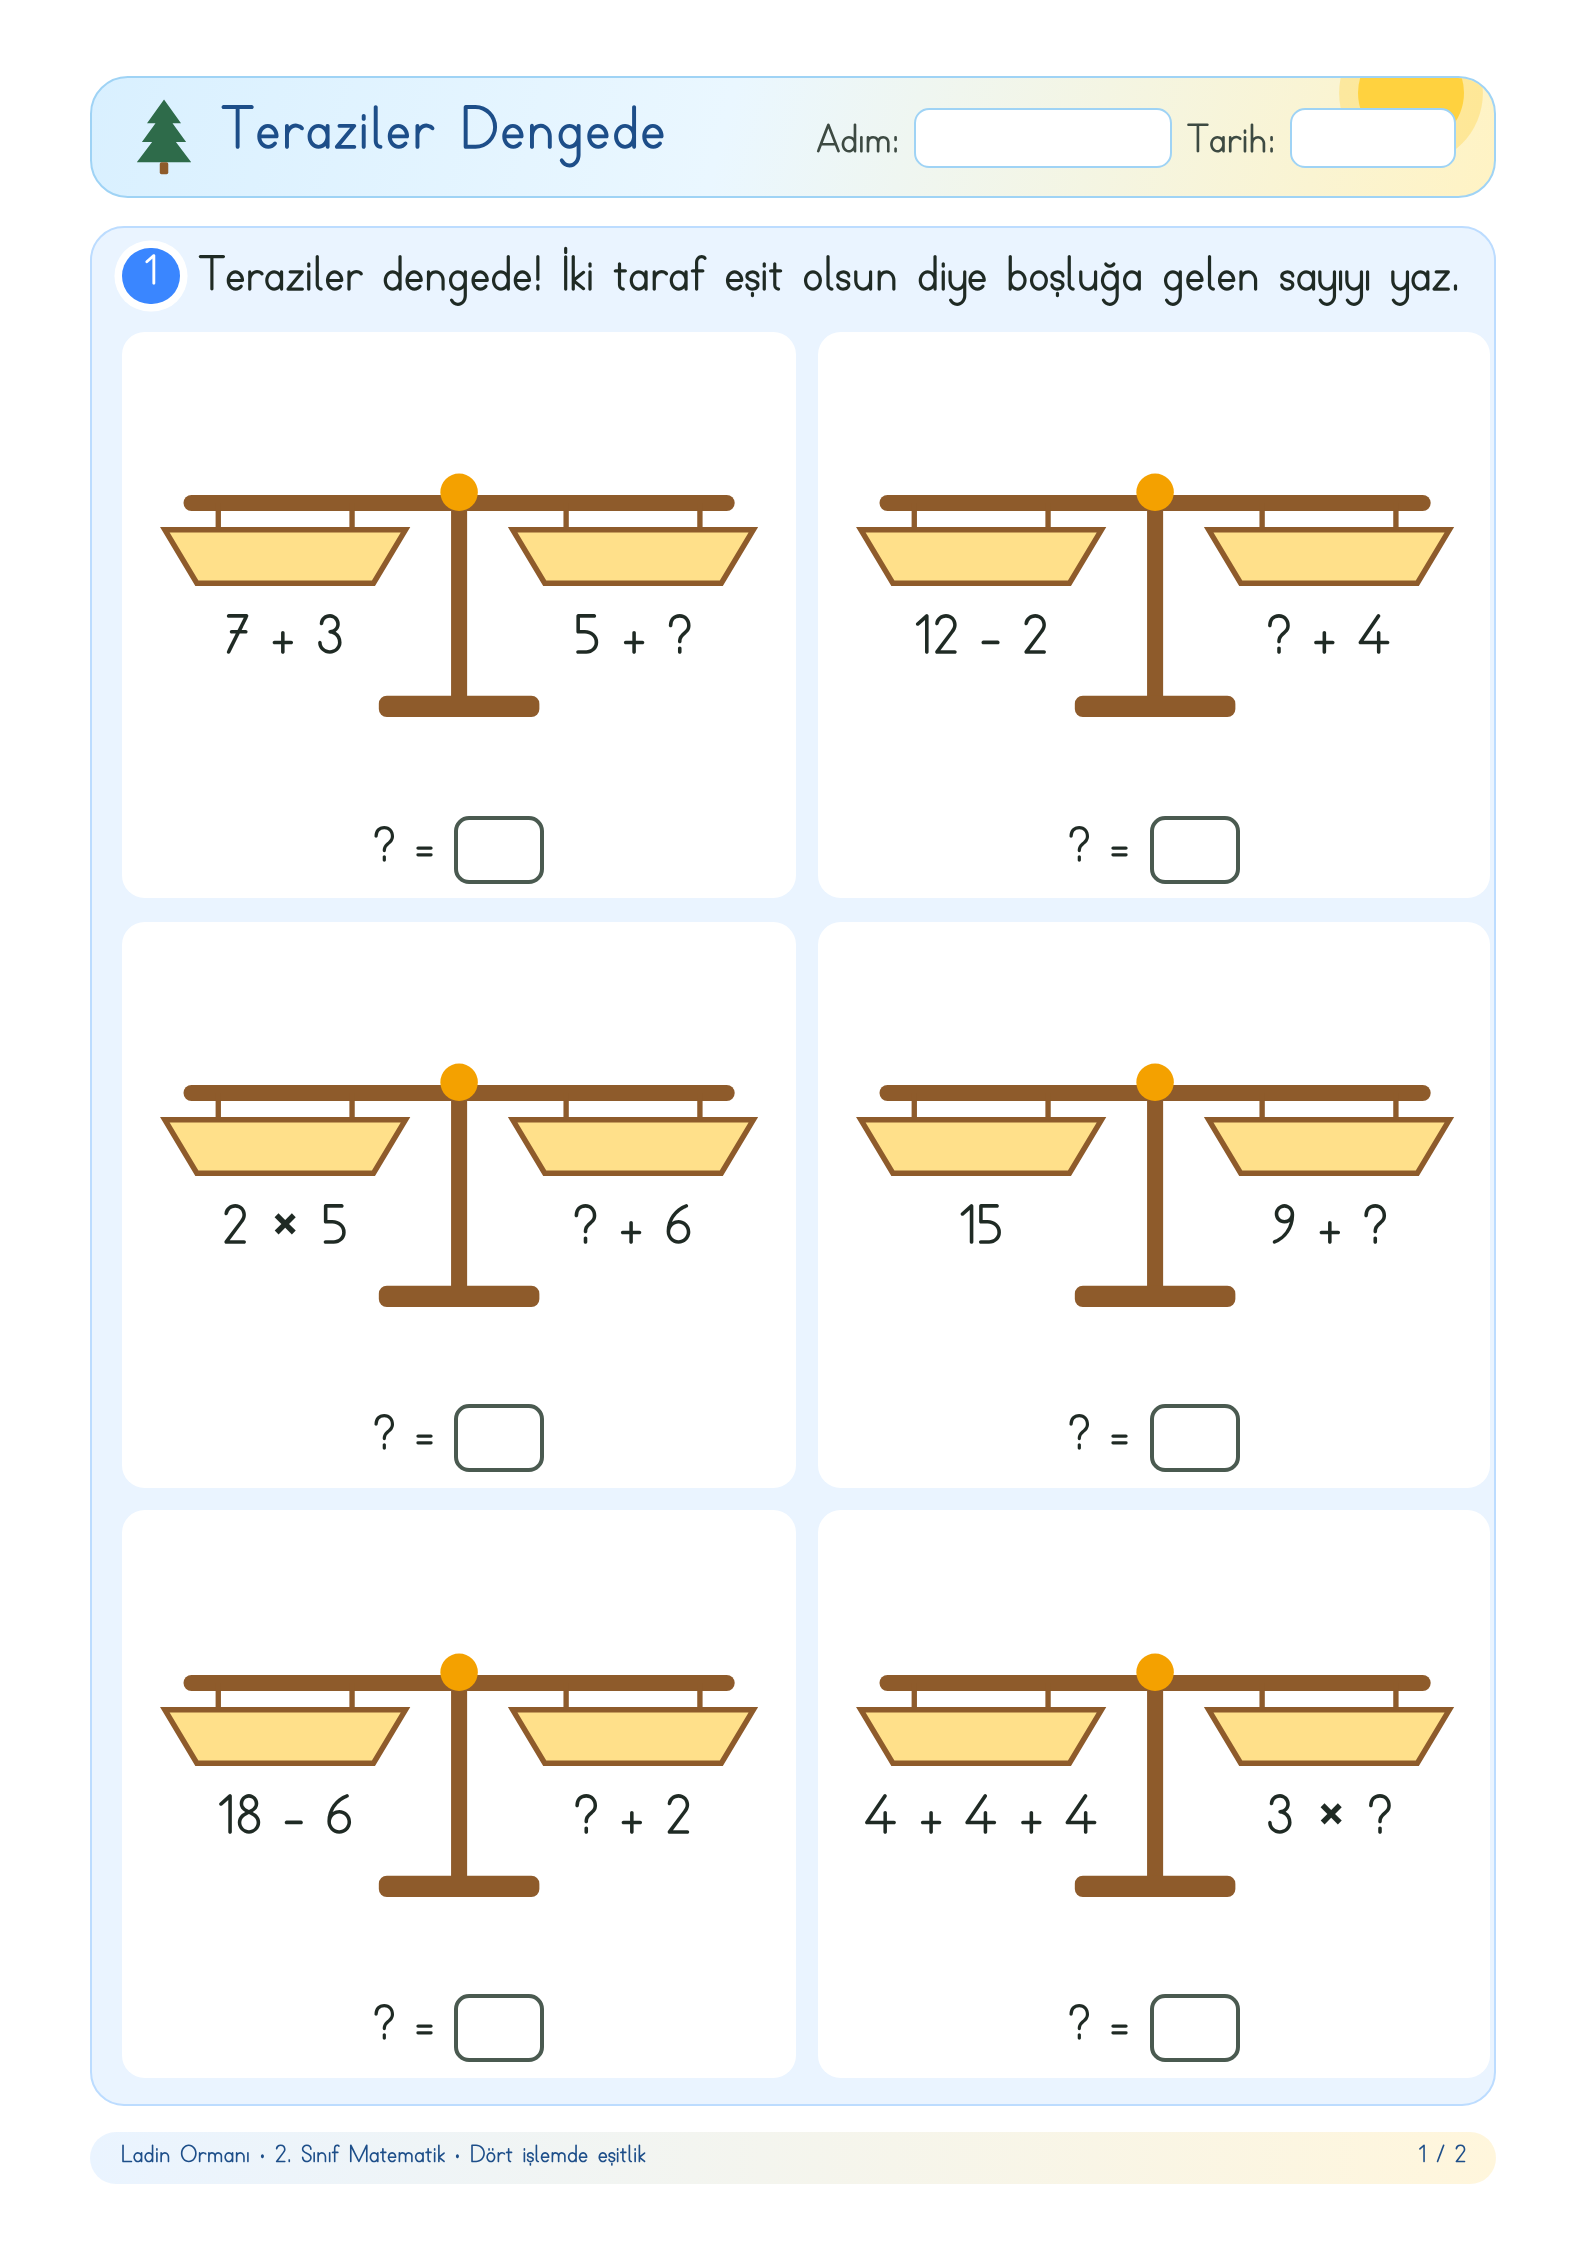 Teraziler Dengede
Adım:
Tarih:
1 Teraziler dengede! İki taraf eşit olsun diye boşluğa gelen sayıyı yaz.
7 + 3
5 + ?
? =
12 - 2
? + 4
? =
2 × 5
? + 6
? =
15
9 + ?
? =
18 - 6
? + 2
? =
4 + 4 + 4
3 × ?
? =
Ladin Ormanı • 2. Sınıf Matematik • Dört işlemde eşitlik
1 / 2